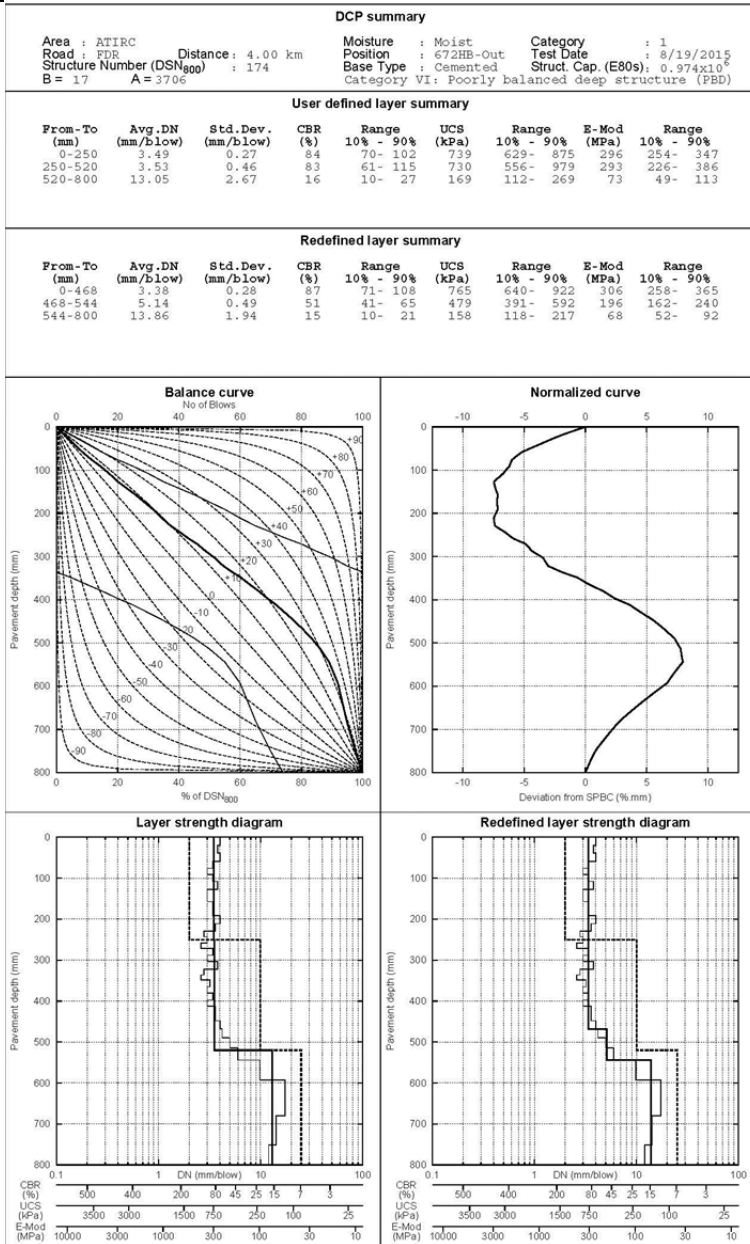 DCP summary
Area : ATIRC Moisture : Moist Category : 1
Road : FDR Distance : 4.00 km Position : 672HB-Out Test Date : 8/19/2015
Structure Number (DSN800) : 174 Base Type : Cemented Struct. Cap. (E80s) : 0.974x10⁶
B = 17 A = 3706 Category VI: Poorly balanced deep structure (PBD)
User defined layer summary
From-To Avg.DN Std.Dev. CBR Range UCS Range E-Mod Range
(mm) (mm/blow) (mm/blow) (%) 10% - 90% (kPa) 10% - 90% (MPa) 10% - 90%
0-250 3.49 0.27 84 70- 102 739 629- 875 296 254- 347
250-520 3.53 0.46 83 61- 115 730 556- 979 293 226- 386
520-800 13.05 2.67 16 10- 27 169 112- 269 73 49- 113
Redefined layer summary
From-To Avg.DN Std.Dev. CBR Range UCS Range E-Mod Range
(mm) (mm/blow) (mm/blow) (%) 10% - 90% (kPa) 10% - 90% (MPa) 10% - 90%
0-468 3.38 0.28 87 71- 108 765 640- 922 306 258- 365
468-544 5.14 0.49 51 41- 65 479 391- 592 196 162- 240
544-800 13.86 1.94 15 10- 21 158 118- 217 68 52- 92
Balance curve
No of Blows
0 20 40 60 80 100
0
100
200
300
400
500
600
700
800
Pavement depth (mm)
+90
+80
+70
+60
+50
+40
+30
+20
+10
0
-10
-20
-30
-40
-50
-60
-70
-80
-90
0 20 40 60 80 100
% of DSN800
Normalized curve
-10 -5 0 5 10
0
100
200
300
400
500
600
700
800
Pavement depth (mm)
-10 -5 0 5 10
Deviation from SPBC (%.mm)
Layer strength diagram
0
100
200
300
400
500
600
700
800
Pavement depth (mm)
0.1 1 10 100
DN (mm/blow)
CBR (%) 500 400 200 80 45 25 15 7 3
UCS (kPa) 3500 3000 1500 750 250 100 25
E-Mod (MPa) 10000 3000 1000 300 100 30 10
Redefined layer strength diagram
0
100
200
300
400
500
600
700
800
Pavement depth (mm)
0.1 1 10 100
DN (mm/blow)
CBR (%) 500 400 200 80 45 25 15 7 3
UCS (kPa) 3500 3000 1500 750 250 100 25
E-Mod (MPa) 10000 3000 1000 300 100 30 10